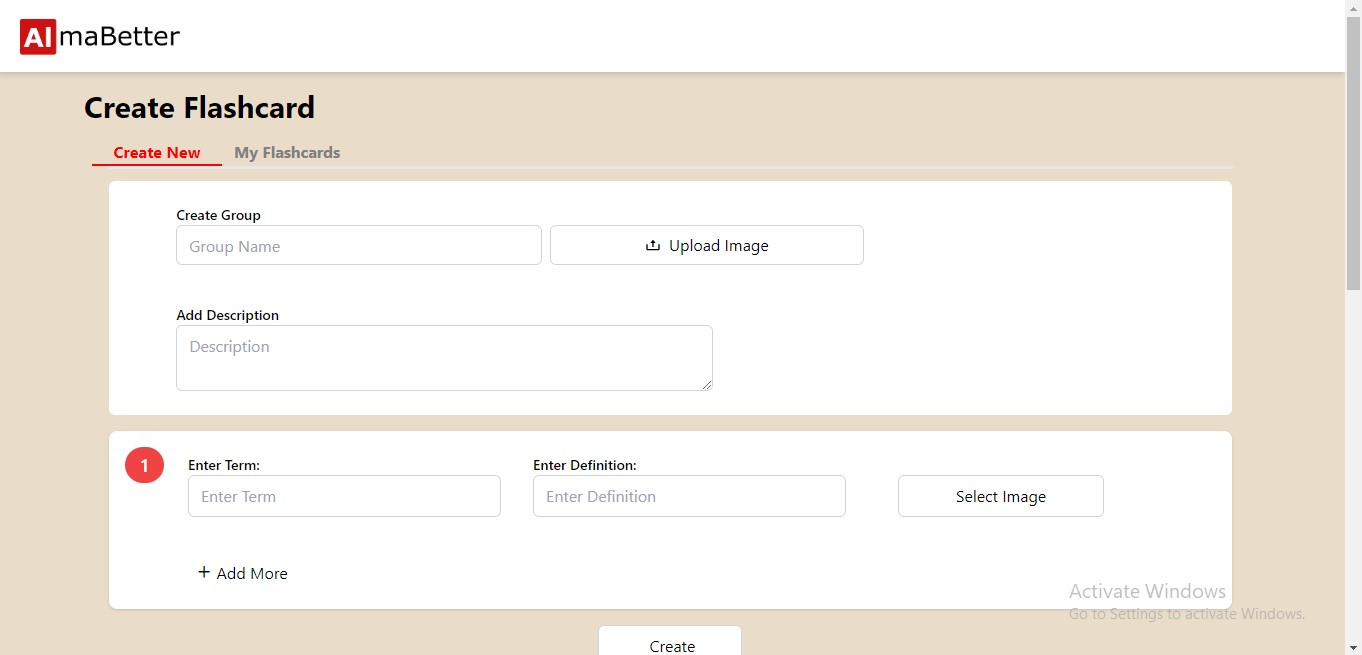 AlmaBetter
Create Flashcard
Create New My Flashcards
Create Group
Group Name Upload Image
Add Description
Description
1 Enter Term: Enter Definition:
Enter Term Enter Definition Select Image
+ Add More
Activate Windows
Go to Settings to activate Windows.
Create